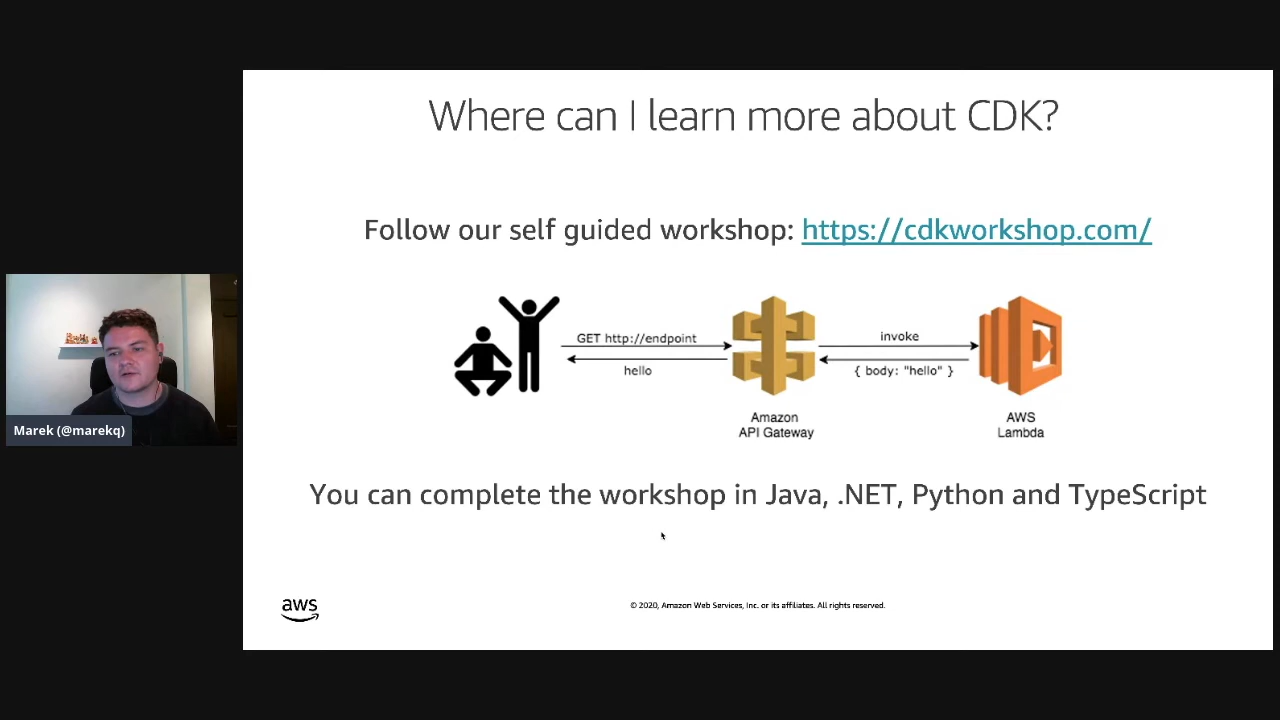 Where can I learn more about CDK?
Follow our self guided workshop: https://cdkworkshop.com/
GET http://endpoint
hello
invoke
{ body: "hello" }
Amazon
API Gateway
AWS
Lambda
Marek (@marekq)
You can complete the workshop in Java, .NET, Python and TypeScript
aws
© 2020, Amazon Web Services, Inc. or its affiliates. All rights reserved.